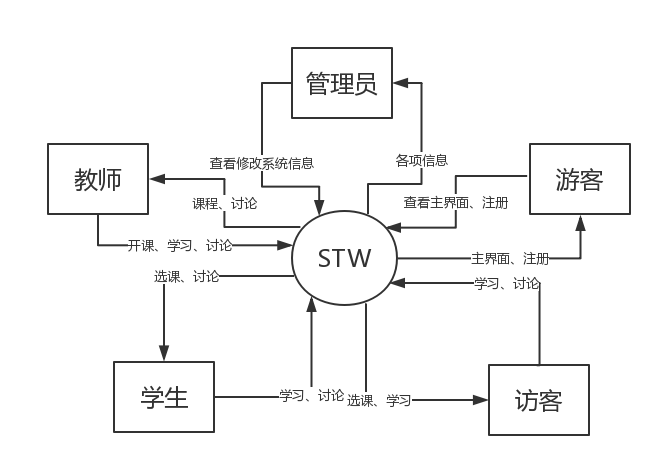 管理员
查看修改系统信息
各项信息
教师
游客
课程、讨论
查看主界面、注册
开课、学习、讨论
STW
主界面、注册
选课、讨论
学习、讨论
学生
学习、讨论
选课、学习
访客